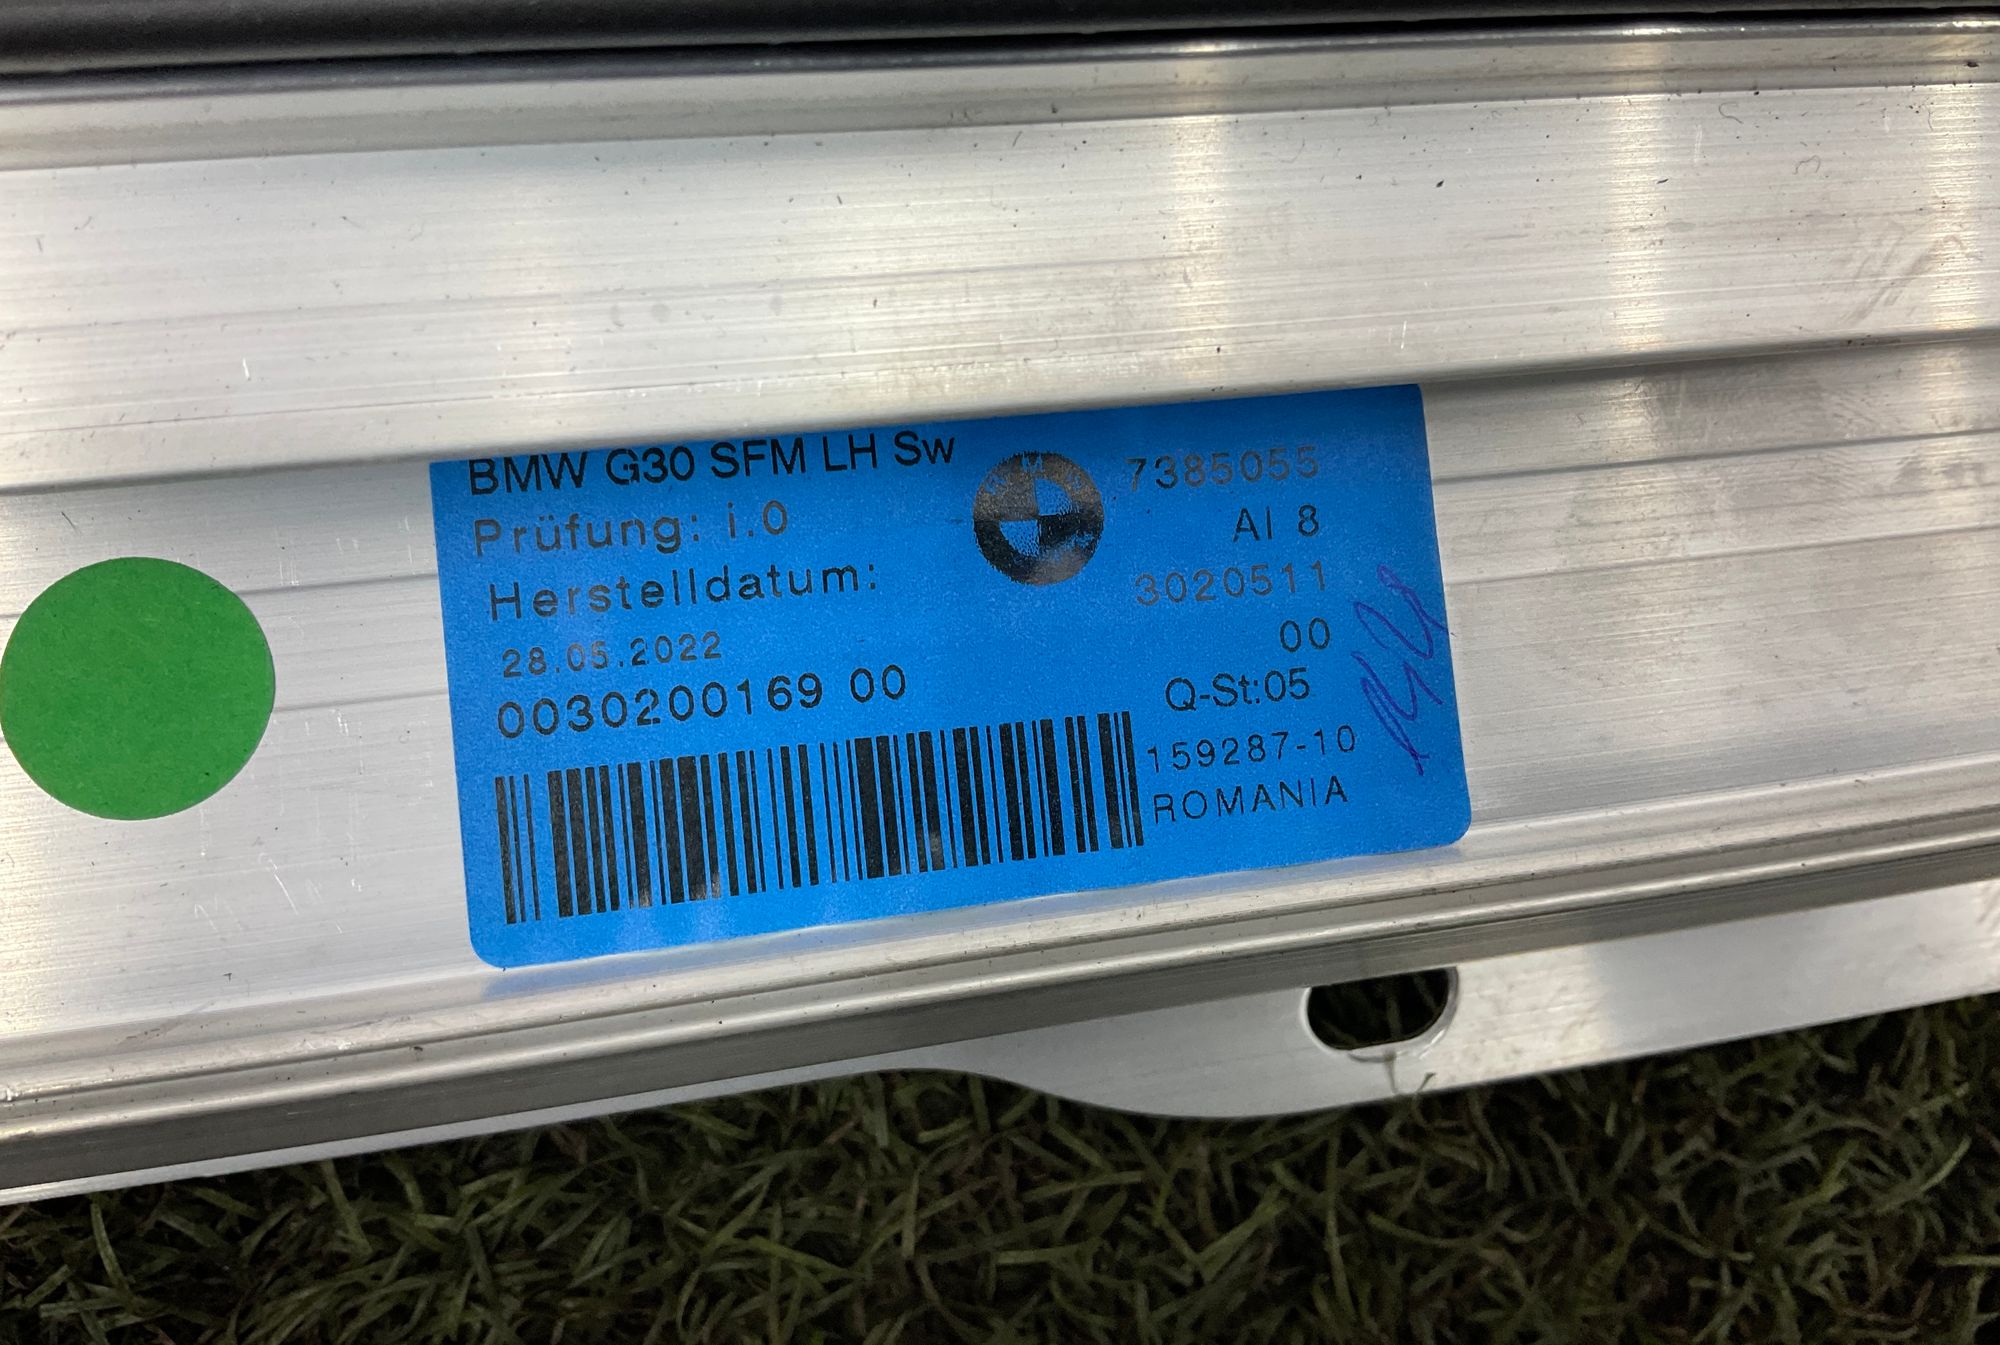 BMW G30 SFM LH Sw
Prüfung: i.0
Herstelldatum:
28.05.2022
0030200169 00
7385055
AI 8
3020511
00
Q-St:05
159287-10
ROMANIA